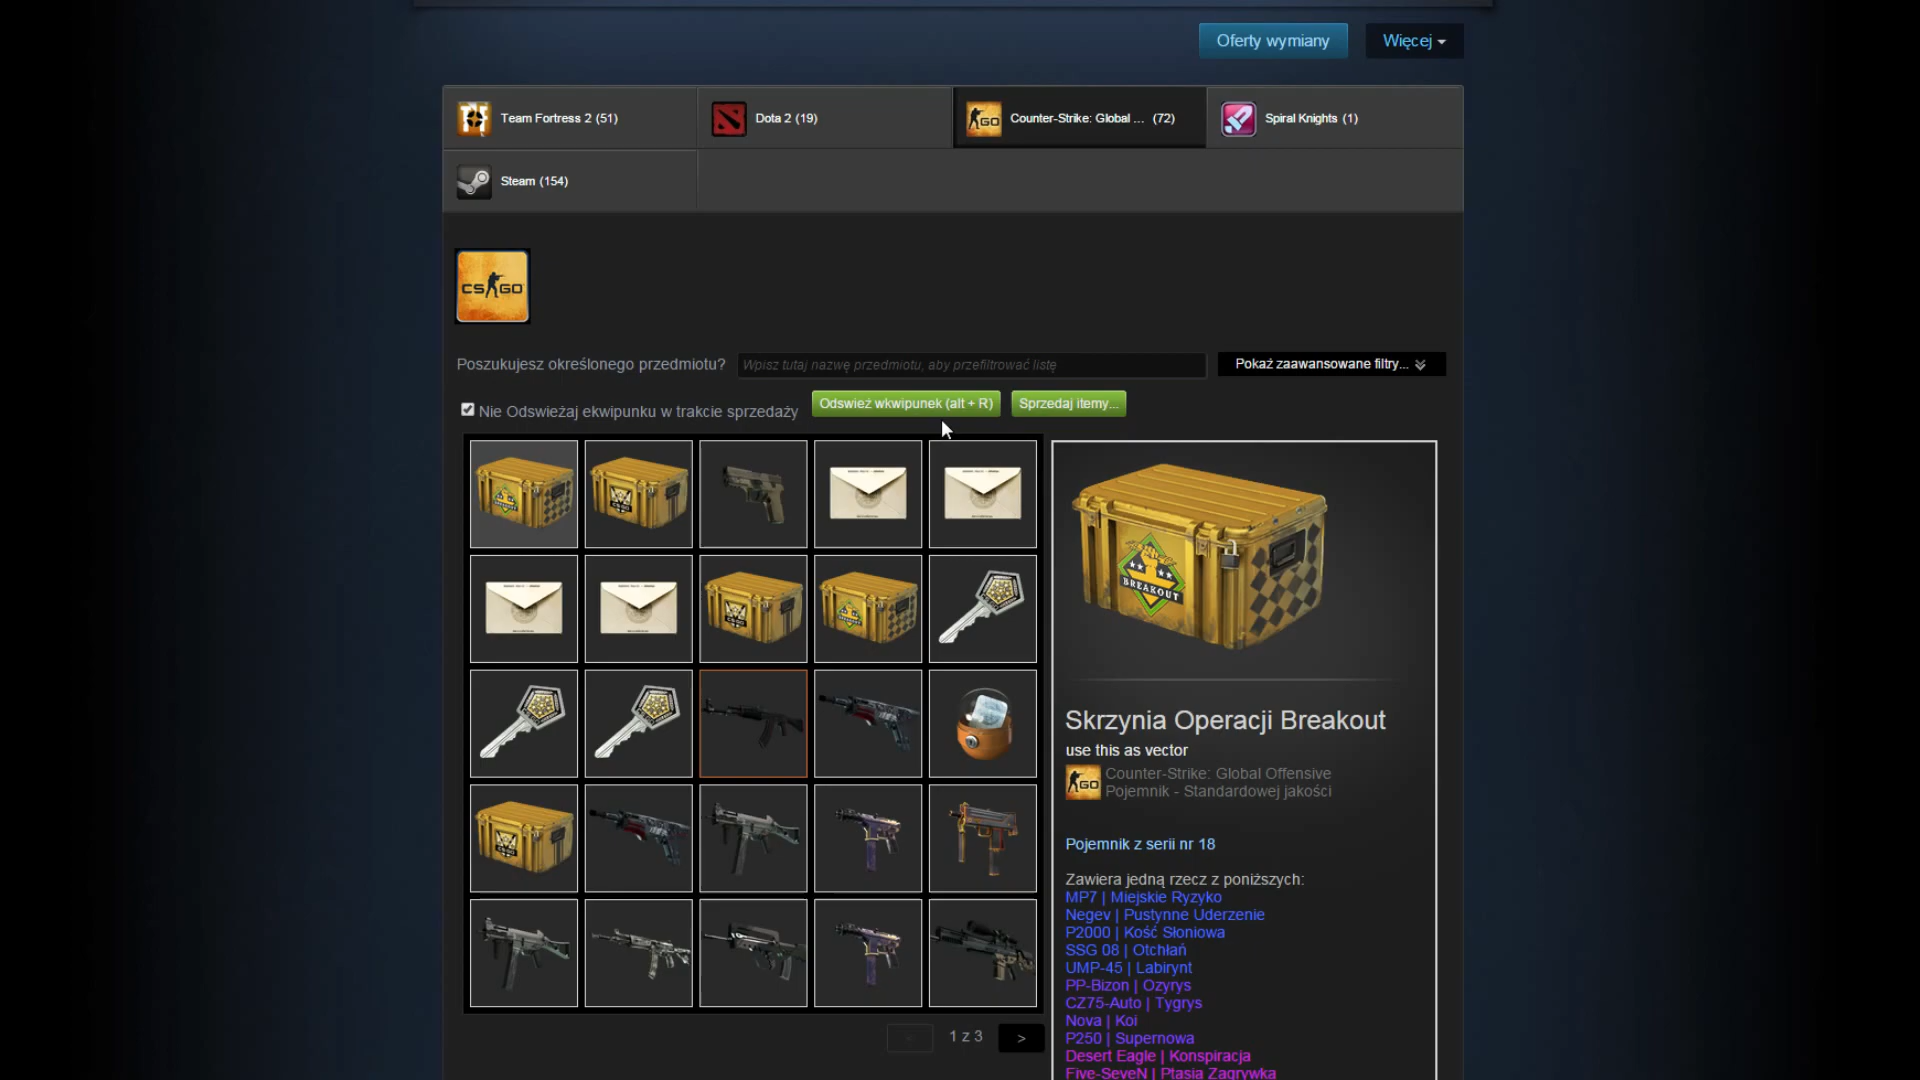 Oferty wymiany
Więcej
Team Fortress 2 (51)
Dota 2 (19)
GO
Counter-Strike: Global ... (72)
Spiral Knights (1)
Steam (154)
CS GO
Poszukujesz określonego przedmiotu?
Wpisz tutaj nazwę przedmiotu, aby przefiltrować listę
Pokaż zaawansowane filtry...
Nie Odswieżaj ekwipunku w trakcie sprzedaży
Odswież wkwipunek (alt + R)
Sprzedaj itemy...
BREAKOUT
Skrzynia Operacji Breakout
use this as vector
GO
Counter-Strike: Global Offensive
Pojemnik - Standardowej jakości
Pojemnik z serii nr 18
Zawiera jedną rzecz z poniższych:
MP7 | Miejskie Ryzyko
Negev | Pustynne Uderzenie
P2000 | Kość Słoniowa
SSG 08 | Otchłań
UMP-45 | Labirynt
PP-Bizon | Ozyrys
CZ75-Auto | Tygrys
Nova | Koi
P250 | Supernowa
Desert Eagle | Konspiracja
Five-SeveN | Ptasia Zagrywka
1 z 3
>